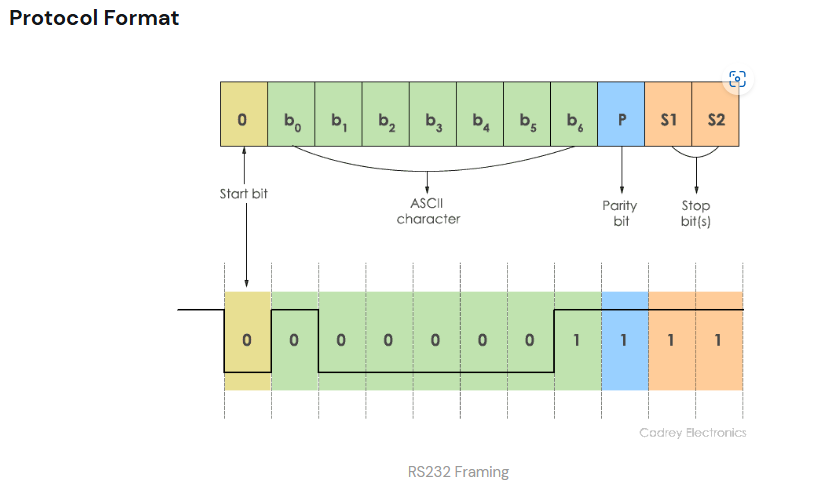 Protocol Format
0 b₀ b₁ b₂ b₃ b₄ b₅ b₆ P S1 S2
Start bit
ASCII
character
Parity
bit
Stop
bit(s)
0 0 0 0 0 0 0 1 1 1 1
Codrey Electronics
RS232 Framing